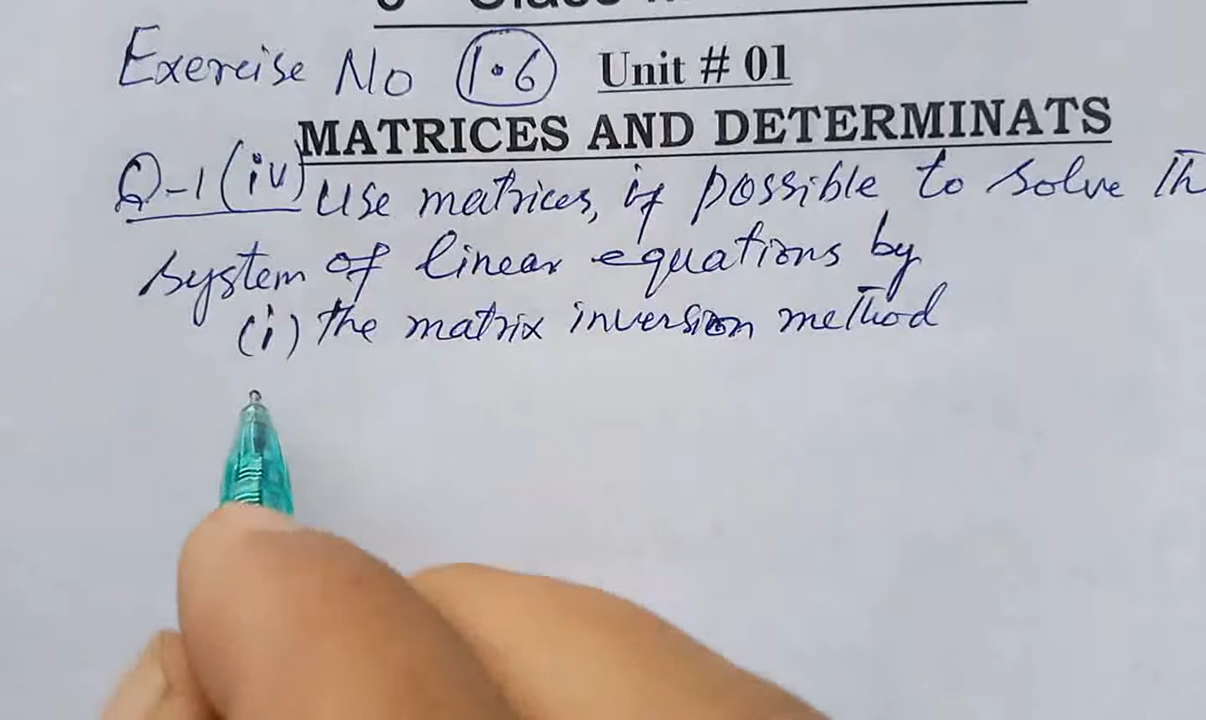 Exercise No 1.6 Unit # 01
MATRICES AND DETERMINATS
Q-1(iv) Use matrices, if possible to solve Th
system of linear equations by
(i) the matrix inversion method